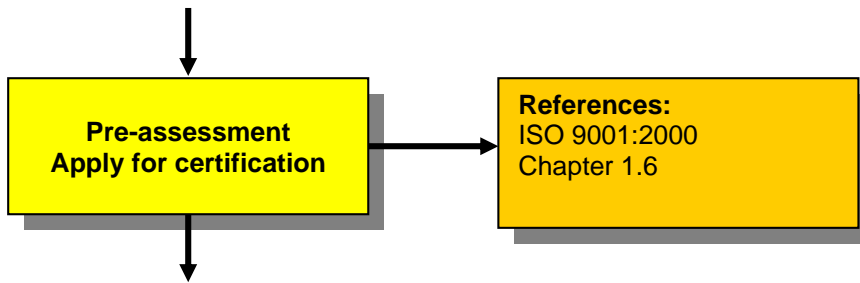 Pre-assessment
Apply for certification
References:
ISO 9001:2000
Chapter 1.6